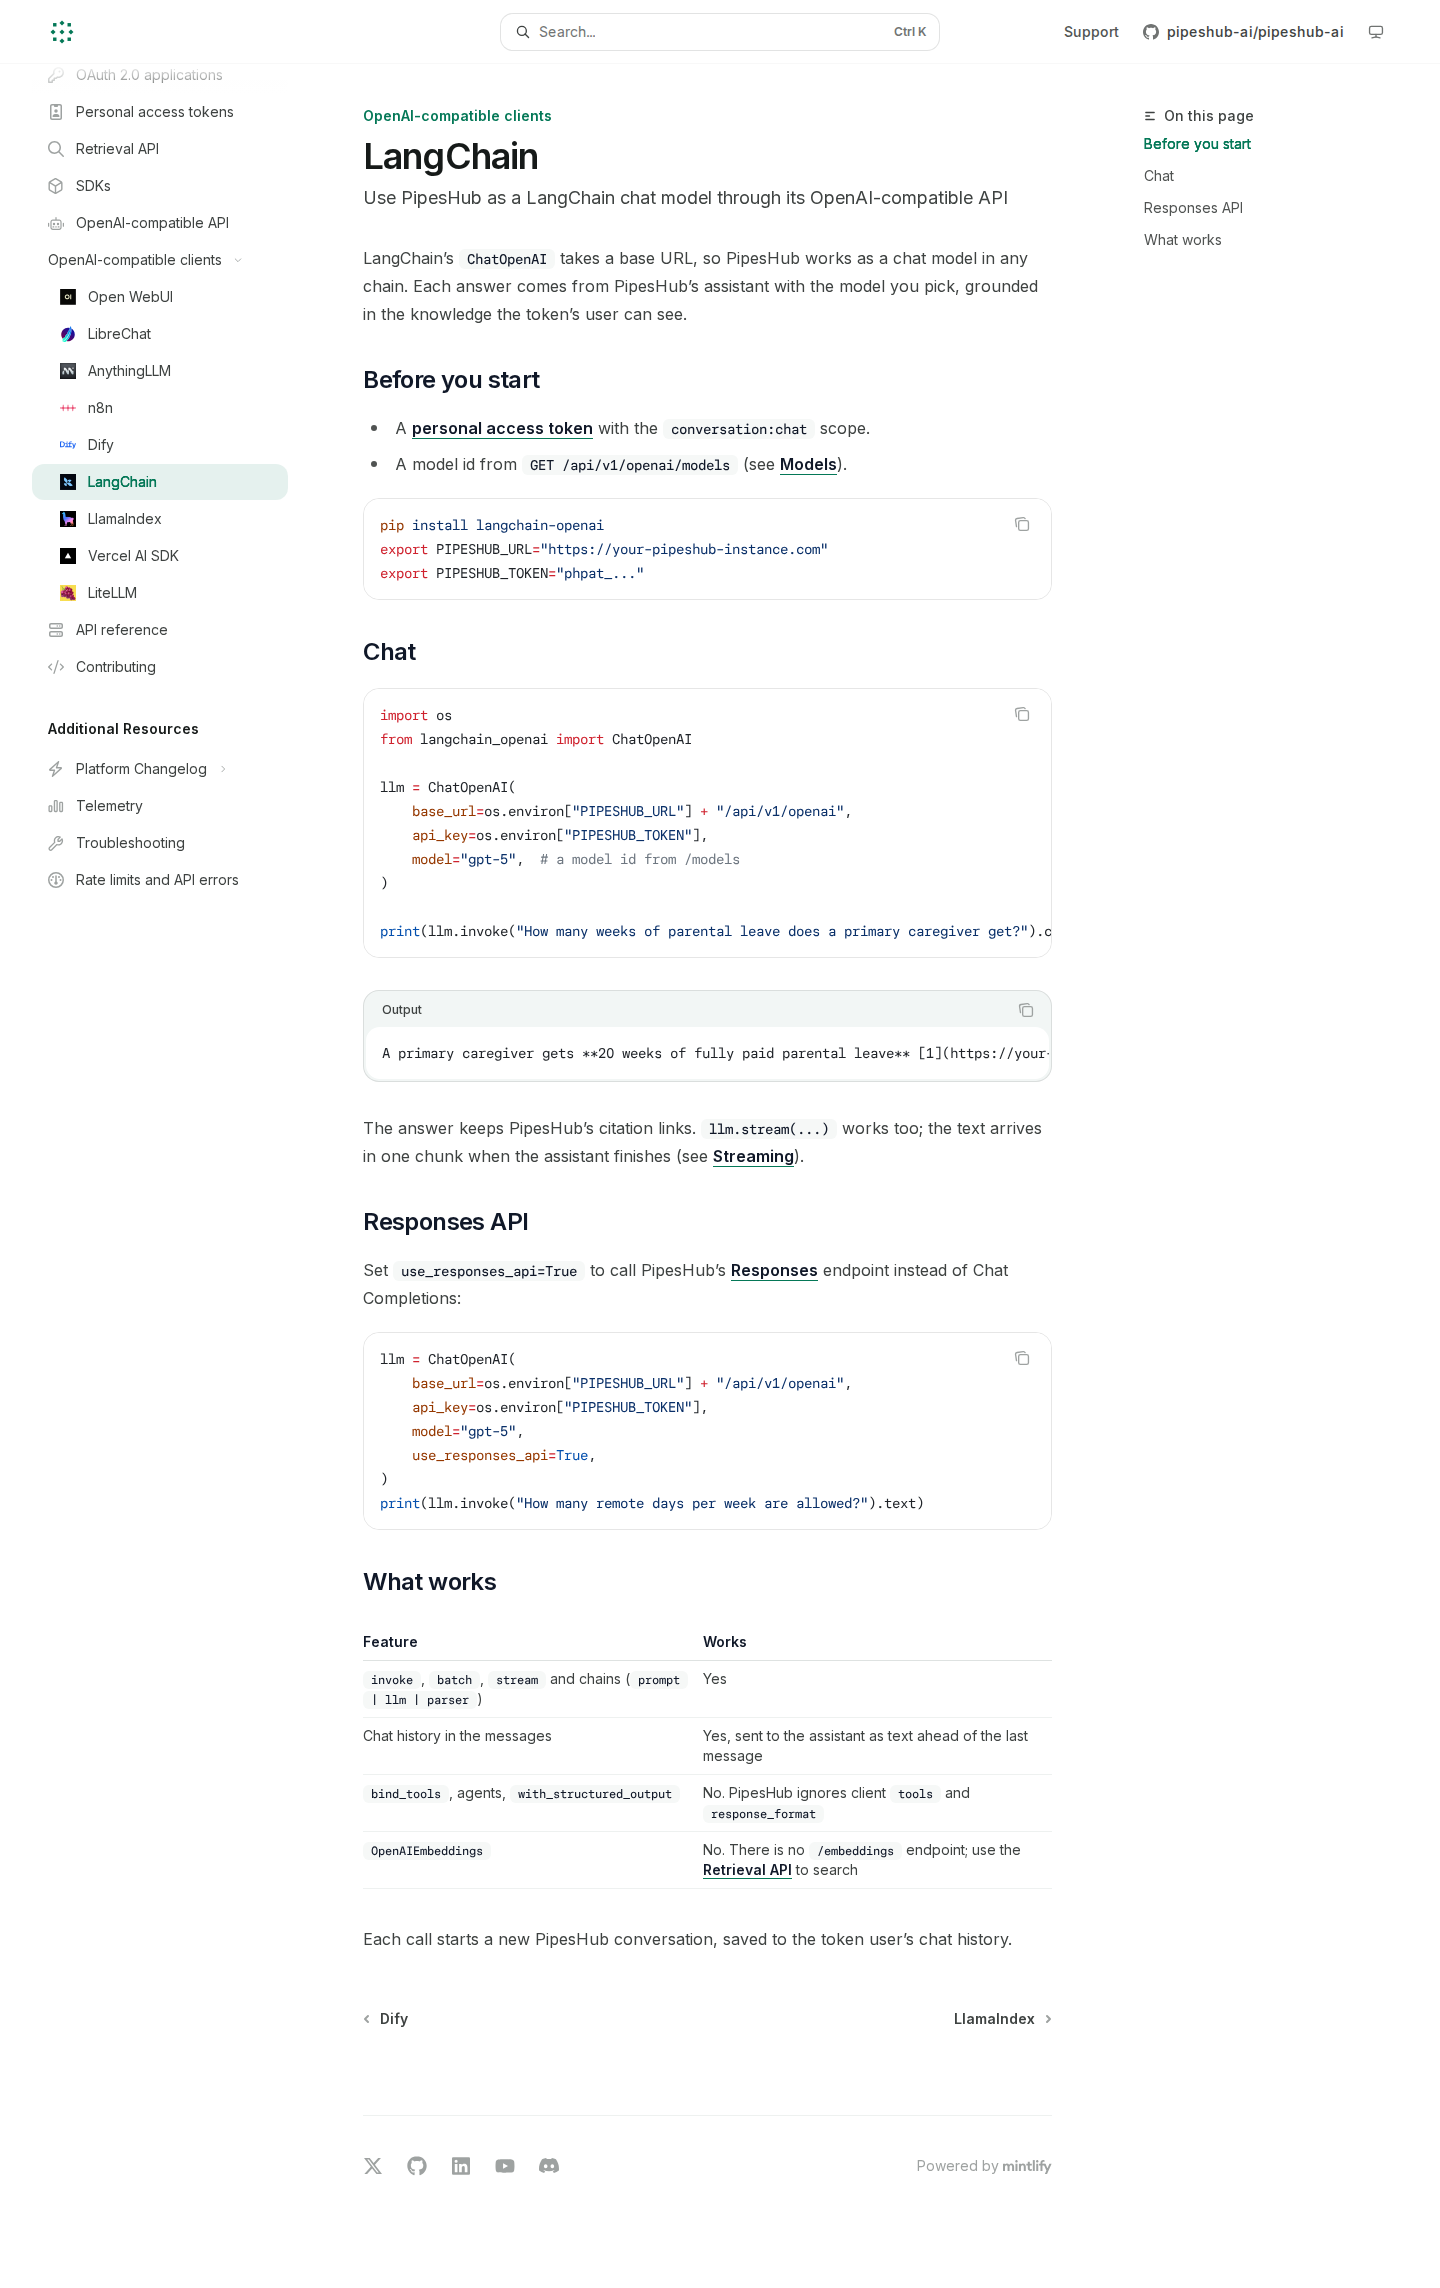 Search...
Ctrl K
Support
pipeshub-ai/pipeshub-ai
OAuth 2.0 applications
Personal access tokens
Retrieval API
SDKs
OpenAI-compatible API
OpenAI-compatible clients
Open WebUI
LibreChat
AnythingLLM
n8n
Dify
LangChain
LlamaIndex
Vercel AI SDK
LiteLLM
API reference
Contributing
Additional Resources
Platform Changelog
Telemetry
Troubleshooting
Rate limits and API errors
OpenAI-compatible clients
LangChain
Use PipesHub as a LangChain chat model through its OpenAI-compatible API
LangChain’s ChatOpenAI takes a base URL, so PipesHub works as a chat model in any
chain. Each answer comes from PipesHub’s assistant with the model you pick, grounded
in the knowledge the token’s user can see.
Before you start
A personal access token with the conversation:chat scope.
A model id from GET /api/v1/openai/models (see Models).
pip install langchain-openai
export PIPESHUB_URL="https://your-pipeshub-instance.com"
export PIPESHUB_TOKEN="phpat_..."
Chat
import os
from langchain_openai import ChatOpenAI
llm = ChatOpenAI(
    base_url=os.environ["PIPESHUB_URL"] + "/api/v1/openai",
    api_key=os.environ["PIPESHUB_TOKEN"],
    model="gpt-5",  # a model id from /models
)
print(llm.invoke("How many weeks of parental leave does a primary caregiver get?").c
Output
A primary caregiver gets **20 weeks of fully paid parental leave** [1](https://your-
The answer keeps PipesHub’s citation links. llm.stream(...) works too; the text arrives
in one chunk when the assistant finishes (see Streaming).
Responses API
Set use_responses_api=True to call PipesHub’s Responses endpoint instead of Chat
Completions:
llm = ChatOpenAI(
    base_url=os.environ["PIPESHUB_URL"] + "/api/v1/openai",
    api_key=os.environ["PIPESHUB_TOKEN"],
    model="gpt-5",
    use_responses_api=True,
)
print(llm.invoke("How many remote days per week are allowed?").text)
What works
Feature
Works
invoke, batch, stream and chains (prompt
| llm | parser)
Yes
Chat history in the messages
Yes, sent to the assistant as text ahead of the last
message
bind_tools, agents, with_structured_output
No. PipesHub ignores client tools and
response_format
OpenAIEmbeddings
No. There is no /embeddings endpoint; use the
Retrieval API to search
Each call starts a new PipesHub conversation, saved to the token user’s chat history.
Dify
LlamaIndex
Powered by mintlify
On this page
Before you start
Chat
Responses API
What works